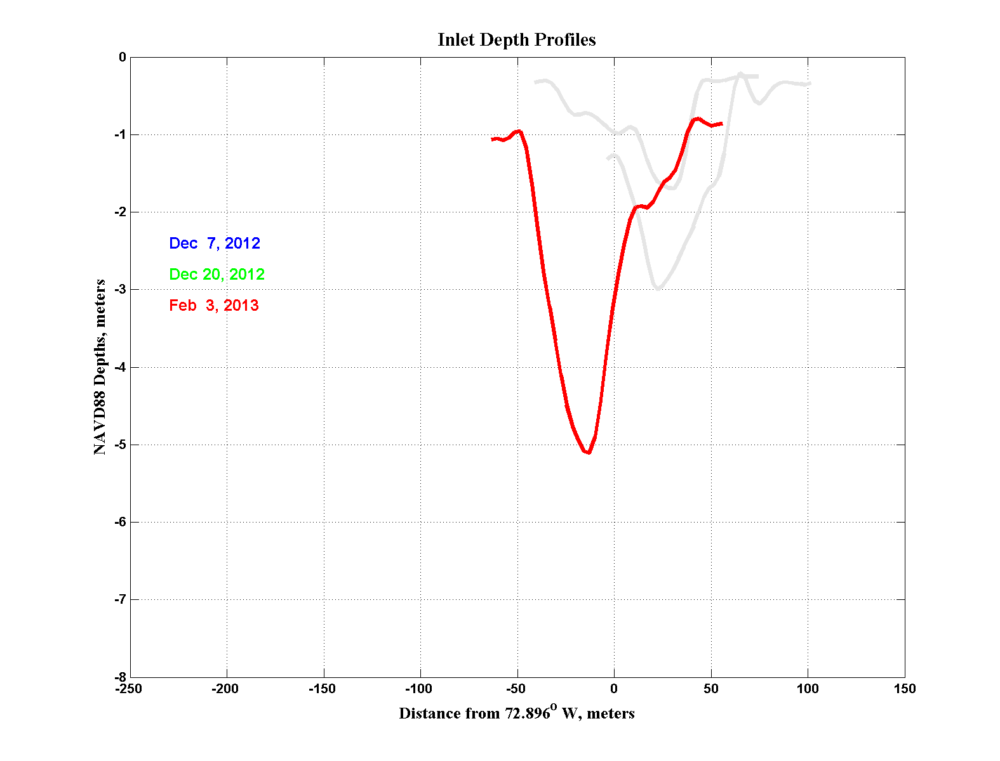 Inlet Depth Profiles
0
-1
-2
-3
-4
-5
-6
-7
-8
NAVD88 Depths, meters
Dec  7, 2012
Dec 20, 2012
Feb  3, 2013
-250 -200 -150 -100 -50 0 50 100 150
Distance from 72.896° W, meters